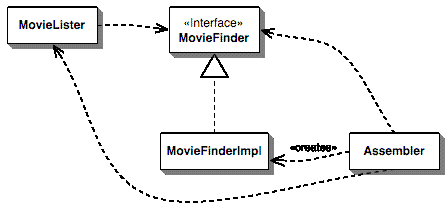 MovieLister
«Interface»
MovieFinder
MovieFinderImpl
«creates»
Assembler